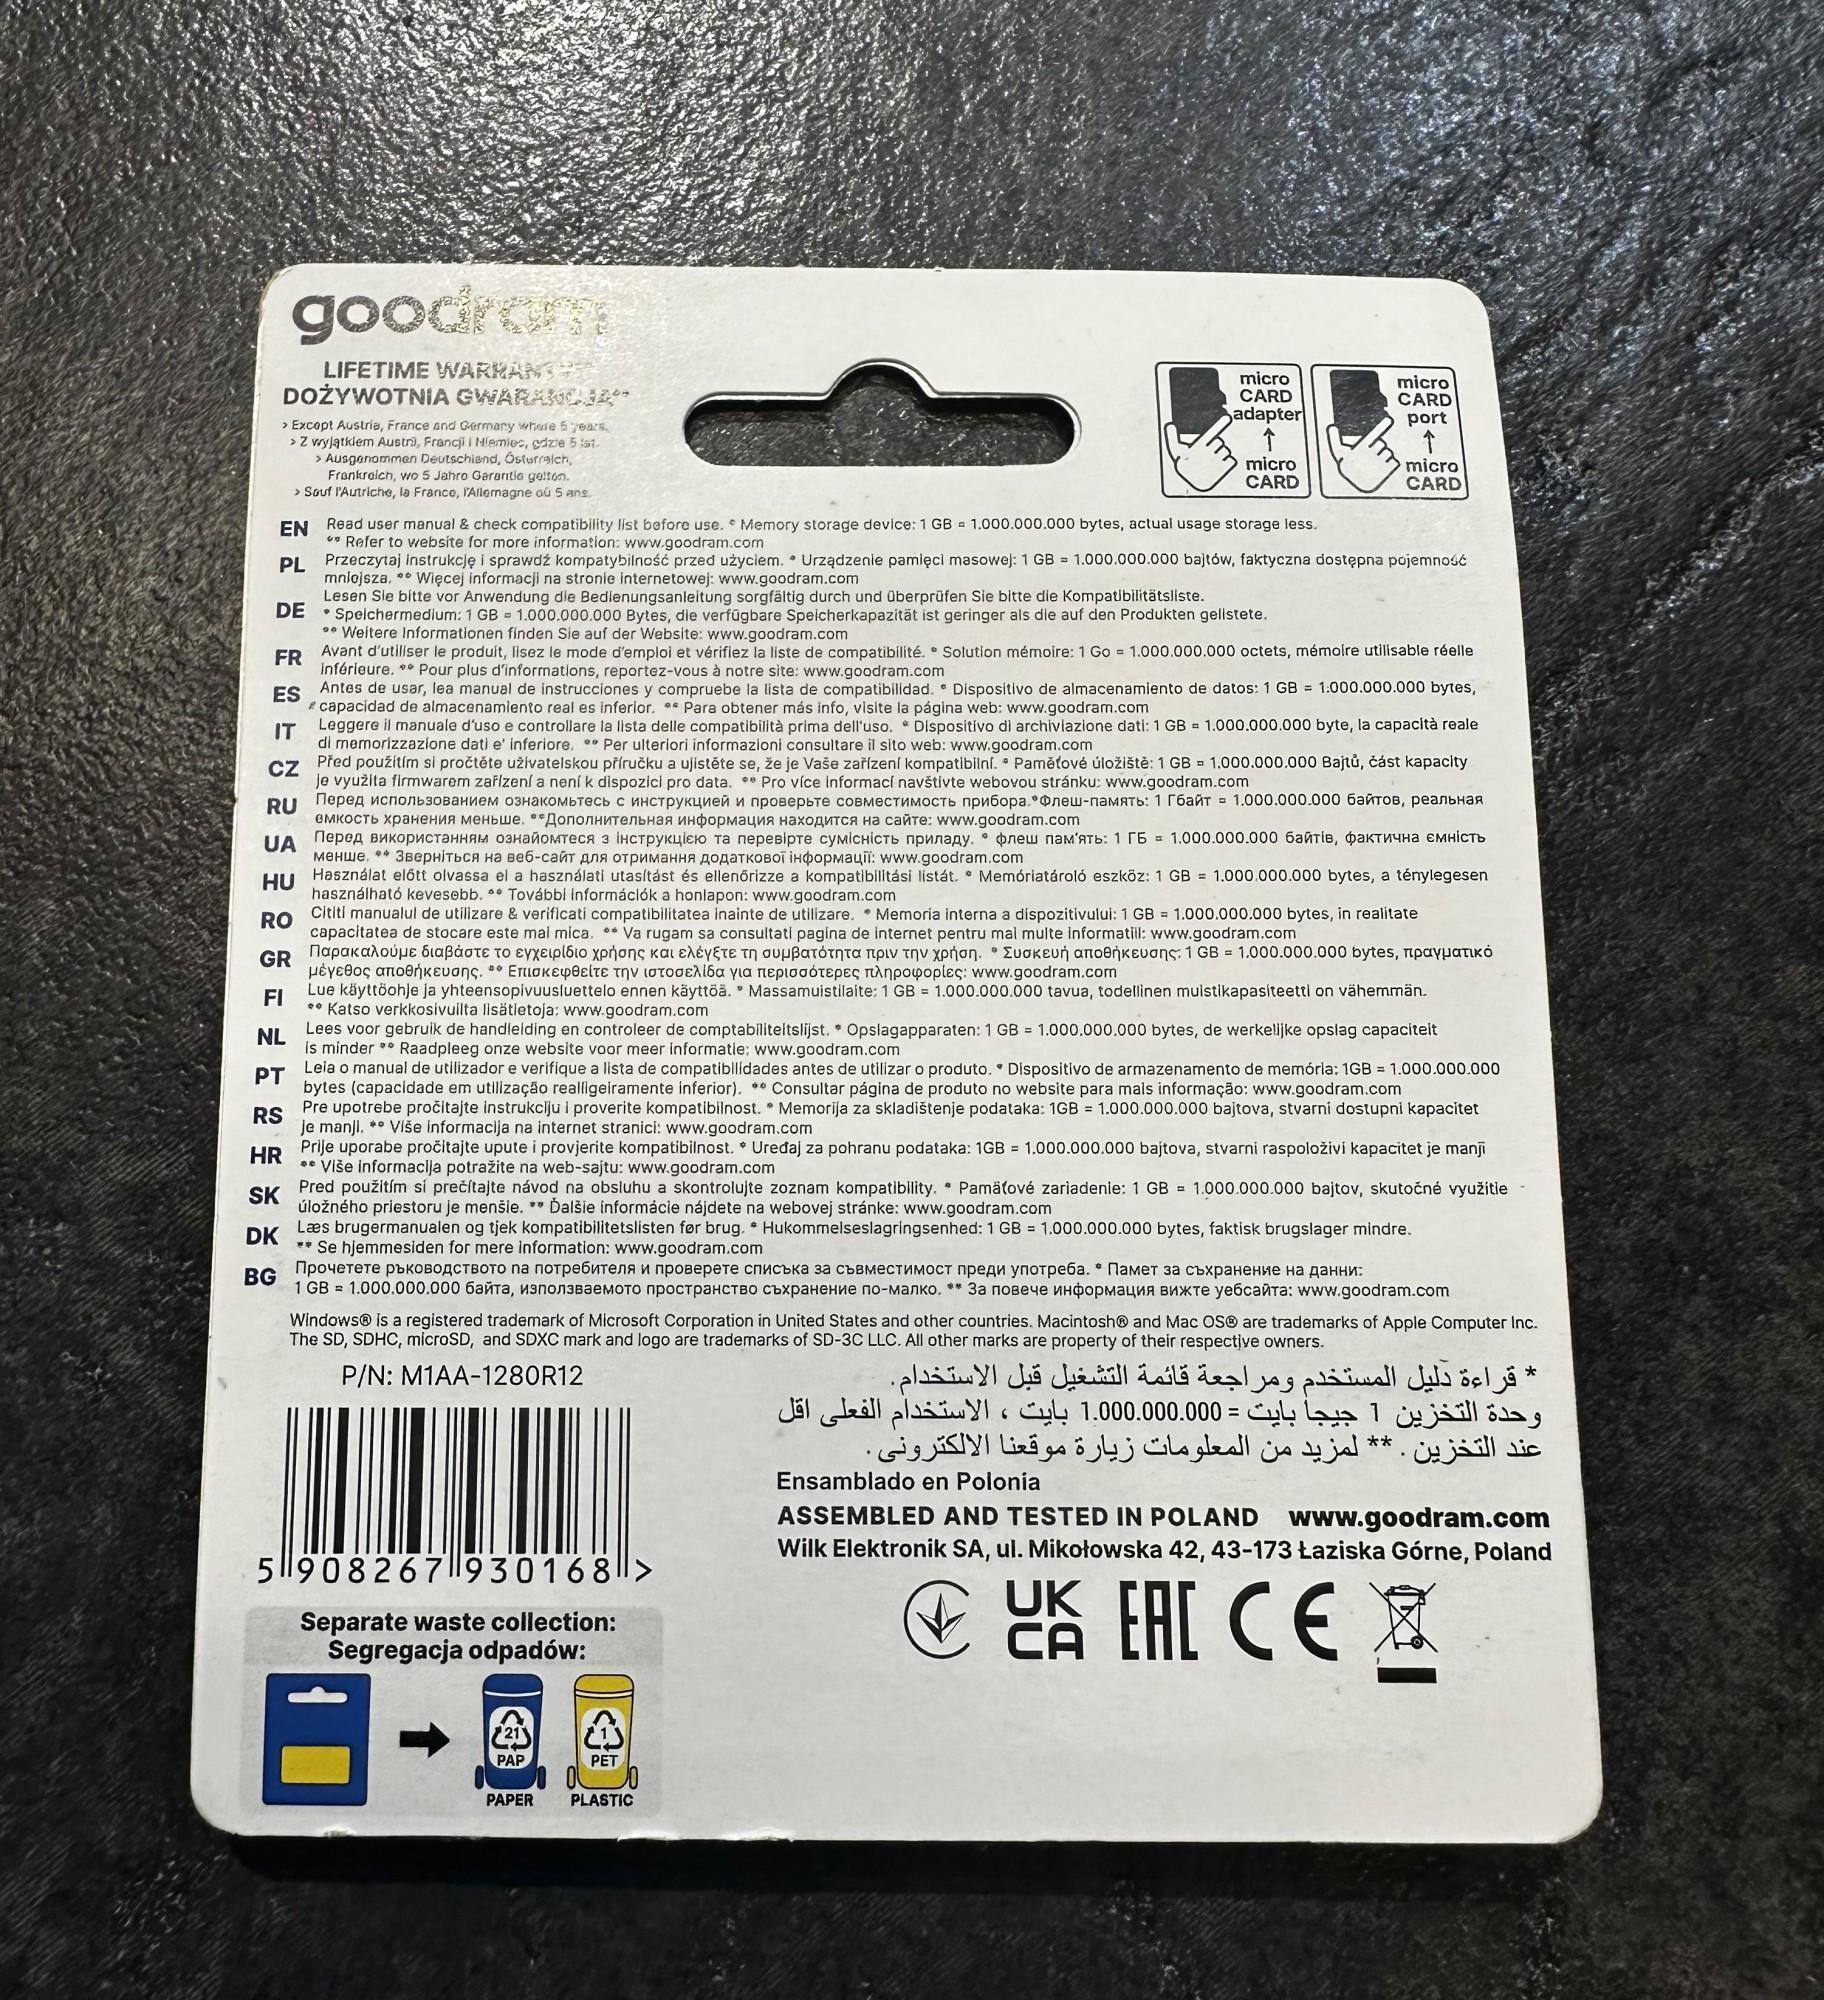 goodram
LIFETIME WARRANTY**
DOŻYWOTNIA GWARANCJA**
> Except Austria, France and Germany where 5 years.
> Z wyjątkiem Austrii, Francji i Niemiec, gdzie 5 lat.
> Ausgenommen Deutschland, Österreich,
Frankreich, wo 5 Jahre Garantie gelten.
> Sauf l'Autriche, la France, l'Allemagne où 5 ans.
micro
CARD
adapter
↑
micro
CARD
micro
CARD
port
↑
micro
CARD
EN Read user manual & check compatibility list before use. * Memory storage device: 1 GB = 1.000.000.000 bytes, actual usage storage less.
** Refer to website for more information: www.goodram.com
PL Przeczytaj instrukcję i sprawdź kompatybilność przed użyciem. * Urządzenie pamięci masowej: 1 GB = 1.000.000.000 bajtów, faktyczna dostępna pojemność
mniejsza. ** Więcej informacji na stronie internetowej: www.goodram.com
DE Lesen Sie bitte vor Anwendung die Bedienungsanleitung sorgfältig durch und überprüfen Sie bitte die Kompatibilitätsliste.
* Speichermedium: 1 GB = 1.000.000.000 Bytes, die verfügbare Speicherkapazität ist geringer als die auf den Produkten gelistete.
** Weitere Informationen finden Sie auf der Website: www.goodram.com
FR Avant d'utiliser le produit, lisez le mode d'emploi et vérifiez la liste de compatibilité. * Solution mémoire: 1 Go = 1.000.000.000 octets, mémoire utilisable réelle
inférieure. ** Pour plus d'informations, reportez-vous à notre site: www.goodram.com
ES Antes de usar, lea manual de instrucciones y compruebe la lista de compatibilidad. * Dispositivo de almacenamiento de datos: 1 GB = 1.000.000.000 bytes,
capacidad de almacenamiento real es inferior. ** Para obtener más info, visite la página web: www.goodram.com
IT Leggere il manuale d'uso e controllare la lista delle compatibilità prima dell'uso. * Dispositivo di archiviazione dati: 1 GB = 1.000.000.000 byte, la capacità reale
di memorizzazione dati e' inferiore. ** Per ulteriori informazioni consultare il sito web: www.goodram.com
CZ Před použitím si pročtěte uživatelskou příručku a ujistěte se, že je Vaše zařízení kompatibilní. * Paměťové úložiště: 1 GB = 1.000.000.000 Bajtů, část kapacity
je využita firmwarem zařízení a není k dispozici pro data. ** Pro více informací navštivte webovou stránku: www.goodram.com
RU Перед использованием ознакомьтесь с инструкцией и проверьте совместимость прибора.*Флеш-память: 1 Гбайт = 1.000.000.000 байтов, реальная
емкость хранения меньше. **Дополнительная информация находится на сайте: www.goodram.com
UA Перед використанням ознайомтеся з інструкцією та перевірте сумісність приладу. * флеш пам'ять: 1 ГБ = 1.000.000.000 байтів, фактична ємність
менше. ** Зверніться на веб-сайт для отримання додаткової інформації: www.goodram.com
HU Használat előtt olvassa el a használati utasítást és ellenőrizze a kompatibilitási listát. * Memóriatároló eszköz: 1 GB = 1.000.000.000 bytes, a ténylegesen
használható kevesebb. ** További információk a honlapon: www.goodram.com
RO Cititi manualul de utilizare & verificati compatibilitatea inainte de utilizare. * Memoria interna a dispozitivului: 1 GB = 1.000.000.000 bytes, in realitate
capacitatea de stocare este mai mica. ** Va rugam sa consultati pagina de internet pentru mai multe informatiil: www.goodram.com
GR Παρακαλούμε διαβάστε το εγχειρίδιο χρήσης και ελέγξτε τη συμβατότητα πριν την χρήση. * Συσκευή αποθήκευσης: 1 GB = 1.000.000.000 bytes, πραγματικό
μέγεθος αποθήκευσης. ** Επισκεφθείτε την ιστοσελίδα για περισσότερες πληροφορίες: www.goodram.com
FI Lue käyttöohje ja yhteensopivuusluettelo ennen käyttöä. * Massamuistilaite: 1 GB = 1.000.000.000 tavua, todellinen muistikapasiteetti on vähemmän.
** Katso verkkosivuilta lisätietoja: www.goodram.com
NL Lees voor gebruik de handleiding en controleer de comptabiliteitslijst. * Opslagapparaten: 1 GB = 1.000.000.000 bytes, de werkelijke opslag capaciteit
is minder ** Raadpleeg onze website voor meer informatie: www.goodram.com
PT Leia o manual de utilizador e verifique a lista de compatibilidades antes de utilizar o produto. * Dispositivo de armazenamento de memória: 1GB = 1.000.000.000
bytes (capacidade em utilização realligeiramente inferior). ** Consultar página de produto no website para mais informação: www.goodram.com
RS Pre upotrebe pročitajte instrukciju i proverite kompatibilnost. * Memorija za skladištenje podataka: 1GB = 1.000.000.000 bajtova, stvarni dostupni kapacitet
je manji. ** Više informacija na internet stranici: www.goodram.com
HR Prije uporabe pročitajte upute i provjerite kompatibilnost. * Uređaj za pohranu podataka: 1GB = 1.000.000.000 bajtova, stvarni raspoloživi kapacitet je manji
** Više informacija potražite na web-sajtu: www.goodram.com
SK Pred použitím si prečítajte návod na obsluhu a skontrolujte zoznam kompatibility. * Pamäťové zariadenie: 1 GB = 1.000.000.000 bajtov, skutočné využitie
úložného priestoru je menšie. ** Ďalšie informácie nájdete na webovej stránke: www.goodram.com
DK Læs brugermanualen og tjek kompatibilitetslisten før brug. * Hukommelseslagringsenhed: 1 GB = 1.000.000.000 bytes, faktisk brugslager mindre.
** Se hjemmesiden for mere information: www.goodram.com
BG Прочетете ръководството па потребителя и проверете списъка за съвместимост преди употреба. * Памет за съхранение на данни:
1 GB = 1.000.000.000 байта, използваемото пространство съхранение по-малко. ** За повече информация вижте уебсайта: www.goodram.com
Windows® is a registered trademark of Microsoft Corporation in United States and other countries. Macintosh® and Mac OS® are trademarks of Apple Computer Inc.
The SD, SDHC, microSD, and SDXC mark and logo are trademarks of SD-3C LLC. All other marks are property of their respective owners.
P/N: M1AA-1280R12
* قراءة دليل المستخدم ومراجعة قائمة التشغيل قبل الاستخدام.
وحدة التخزين 1 جيجا بايت = 1.000.000.000 بايت ، الاستخدام الفعلى اقل
عند التخزين . ** لمزيد من المعلومات زيارة موقعنا الالكترونى.
Ensamblado en Polonia
ASSEMBLED AND TESTED IN POLAND www.goodram.com
Wilk Elektronik SA, ul. Mikołowska 42, 43-173 Łaziska Górne, Poland
5 908267 930168 >
UK
CA
EAC CE
Separate waste collection:
Segregacja odpadów:
21
PAP
PAPER
1
PET
PLASTIC